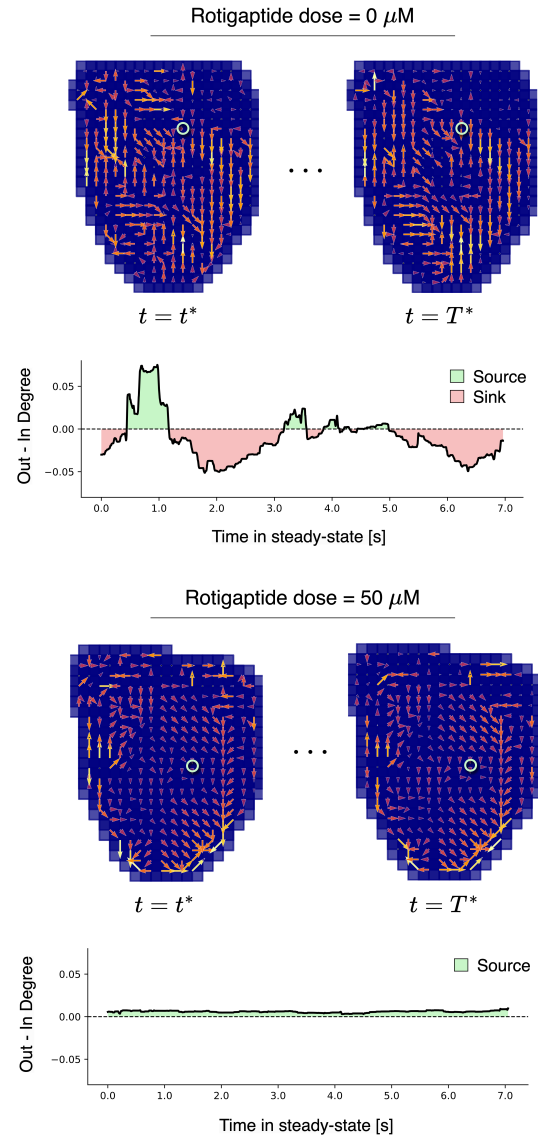 Rotigaptide dose = 0 μM
. . .
t = t*
t = T*
Out - In Degree
0.05
0.00
−0.05
Source
Sink
0.0 1.0 2.0 3.0 4.0 5.0 6.0 7.0
Time in steady-state [s]
Rotigaptide dose = 50 μM
. . .
t = t*
t = T*
Out - In Degree
0.05
0.00
−0.05
Source
0.0 1.0 2.0 3.0 4.0 5.0 6.0 7.0
Time in steady-state [s]